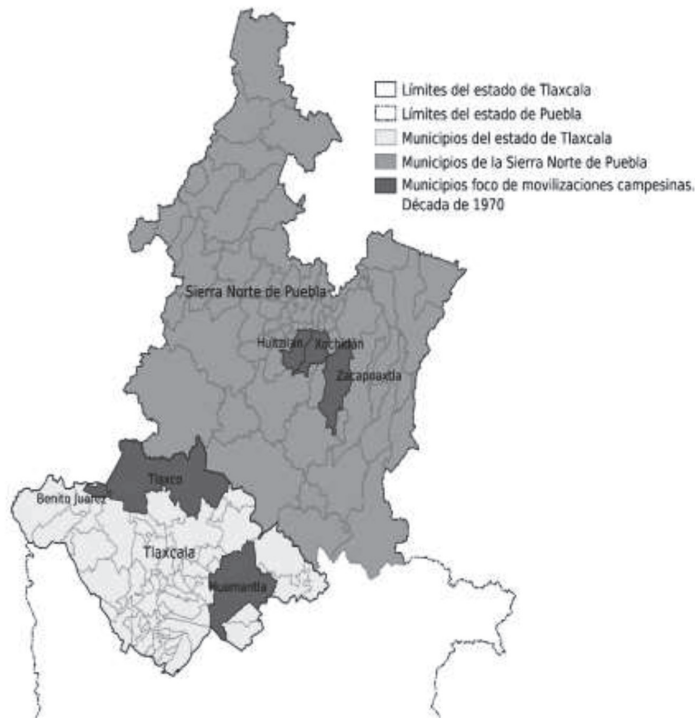 Límites del estado de Tlaxcala
Límites del estado de Puebla
Municipios del estado de Tlaxcala
Municipios de la Sierra Norte de Puebla
Municipios foco de movilizaciones campesinas.
Década de 1970
Sierra Norte de Puebla
Huitzilan
Xochitlán
Zacapoaxtla
Tlaxco
Benito Juarez
Tlaxcala
Huamantla